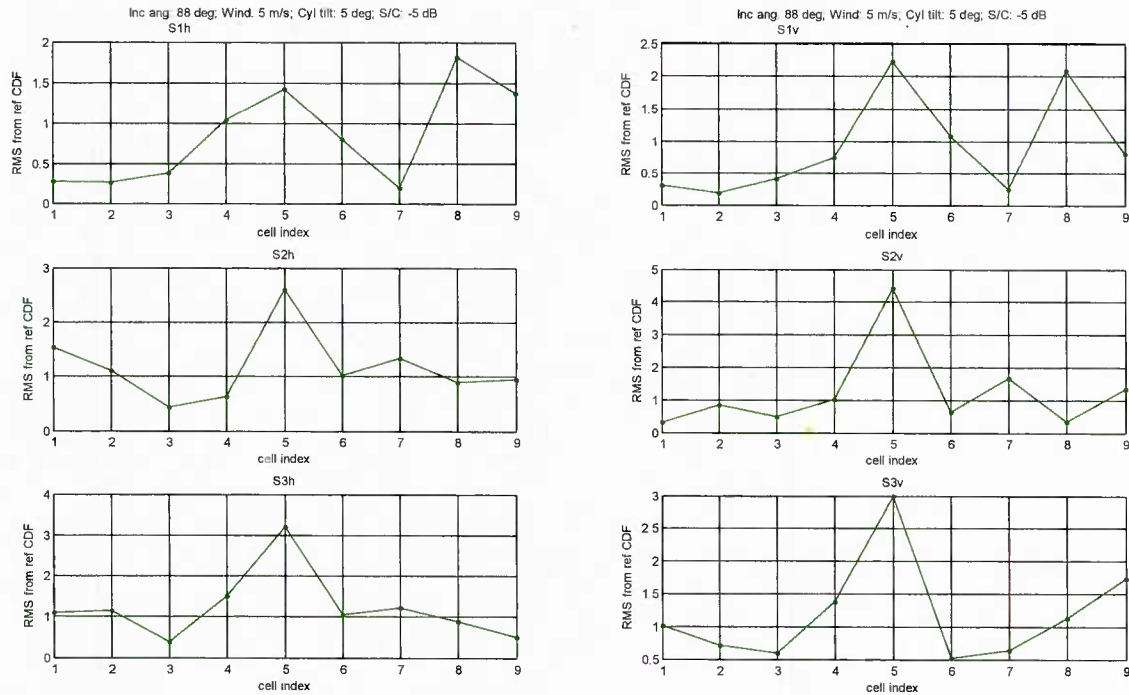 Inc ang: 88 deg; Wind: 5 m/s; Cyl tilt: 5 deg; S/C: -5 dB
S1h
RMS from ref CDF
2
1.5
1
0.5
0
1 2 3 4 5 6 7 8 9
cell index
S2h
RMS from ref CDF
3
2
1
0
1 2 3 4 5 6 7 8 9
cell index
S3h
RMS from ref CDF
4
3
2
1
0
1 2 3 4 5 6 7 8 9
cell index
Inc ang: 88 deg; Wind: 5 m/s; Cyl tilt: 5 deg; S/C: -5 dB
S1v
RMS from ref CDF
2.5
2
1.5
1
0.5
0
1 2 3 4 5 6 7 8 9
cell index
S2v
RMS from ref CDF
5
4
3
2
1
0
1 2 3 4 5 6 7 8 9
cell index
S3v
RMS from ref CDF
3
2.5
2
1.5
1
0.5
1 2 3 4 5 6 7 8 9
cell index